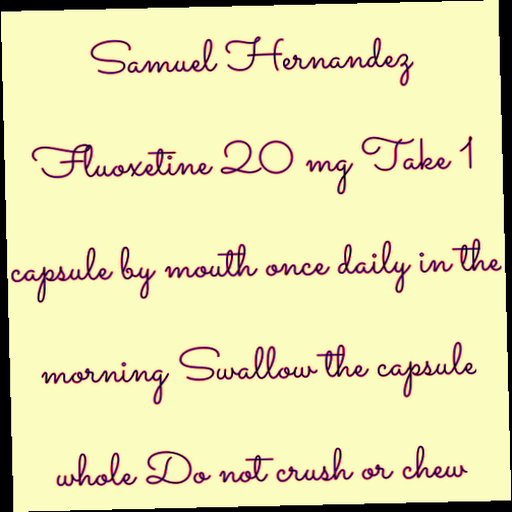 Samuel Hernandez
Fluoxetine 20 mg Take 1
capsule by mouth once daily in the
morning Swallow the capsule
whole Do not crush or chew